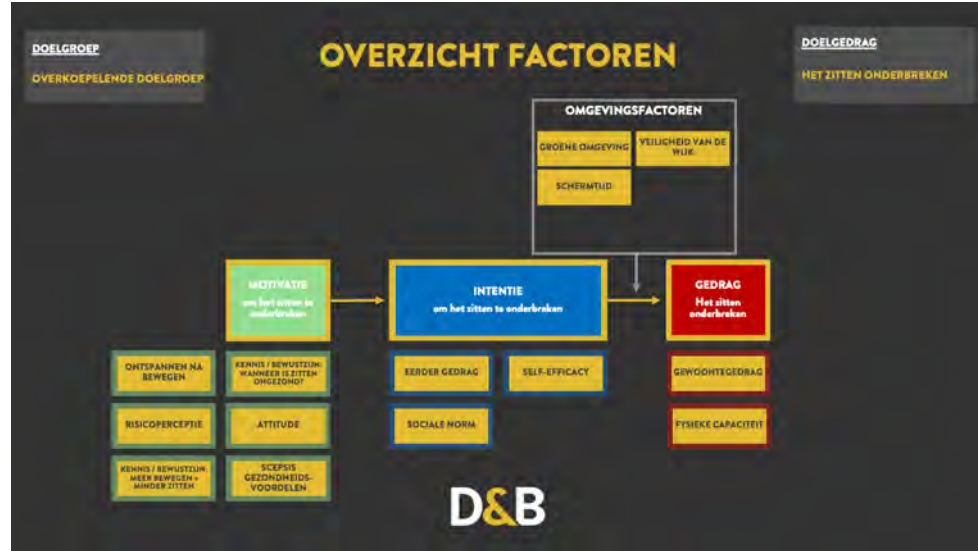 DOELGROEP
OVERKOEPELENDE DOELGROEP
OVERZICHT FACTOREN
DOELGEDRAG
HET ZITTEN ONDERBREKEN
OMGEVINGSFACTOREN
GROENE OMGEVING
VEILIGHEID VAN DE
WIJK
SCHERMTIJD
MOTIVATIE
om het zitten te
onderbreken
INTENTIE
om het zitten te onderbreken
GEDRAG
Het zitten
onderbreken
ONTSPANNEN NA
BEWEGEN
KENNIS / BEWUSTZIJN:
WANNEER IS ZITTEN
ONGEZOND?
EERDER GEDRAG
SELF-EFFICACY
GEWOONTEGEDRAG
RISICOPERCEPTIE
ATTITUDE
SOCIALE NORM
FYSIEKE CAPACITEIT
KENNIS / BEWUSTZIJN:
MEER BEWEGEN =
MINDER ZITTEN
SCEPSIS
GEZONDHEIDS-
VOORDELEN
D&B